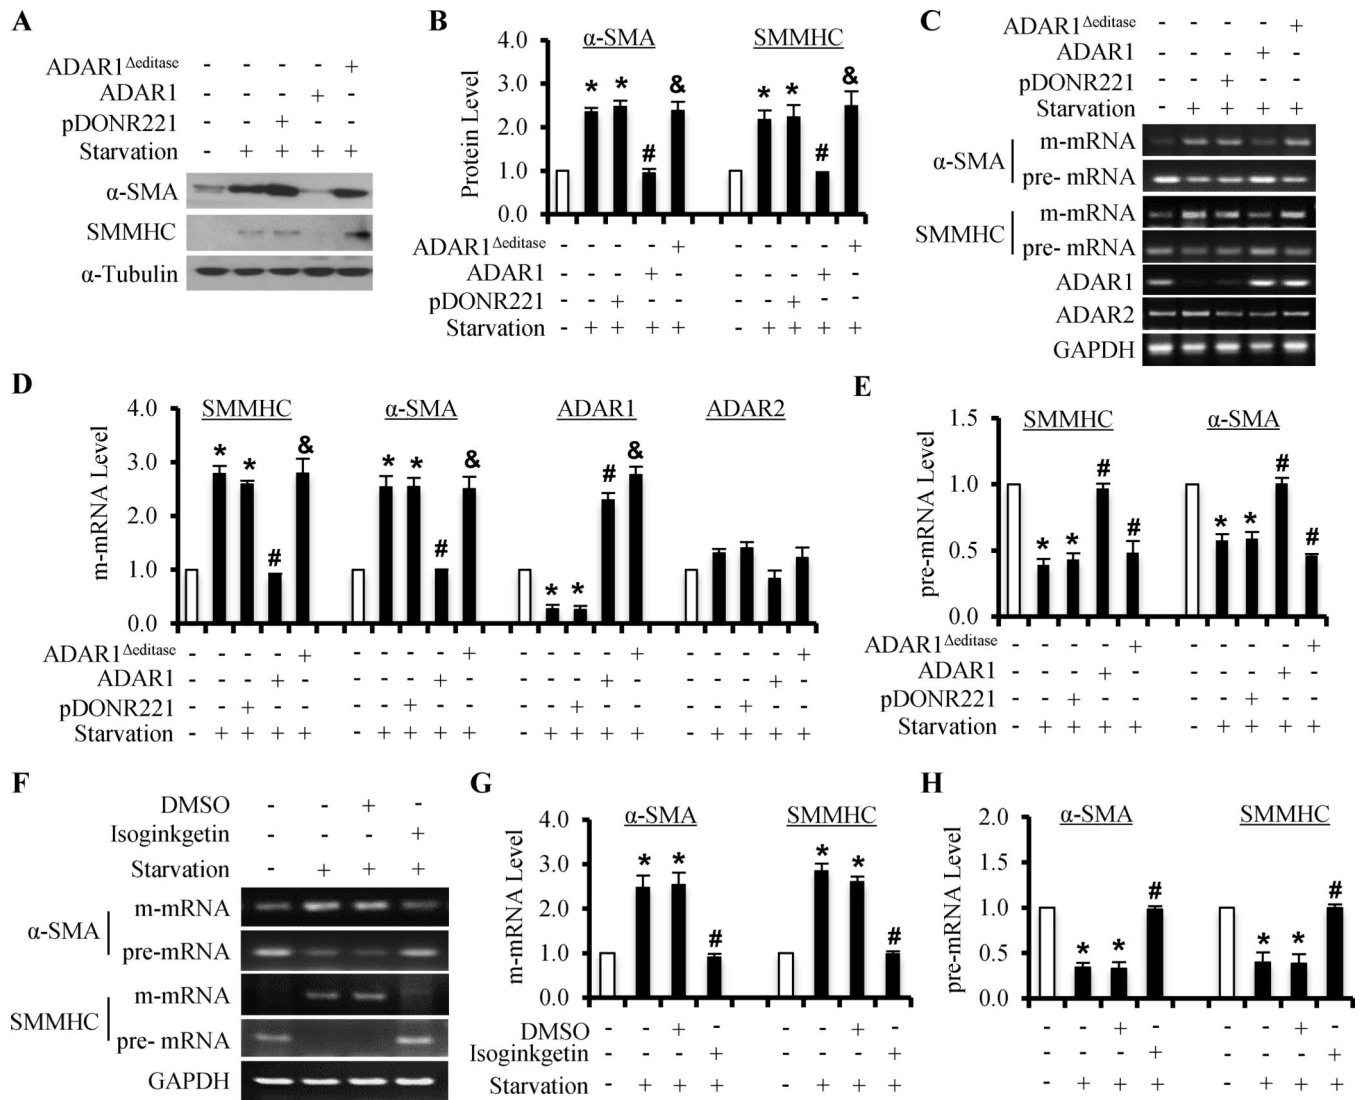 A
ADAR1 Δeditase - - - - +
ADAR1 - - - + -
pDONR221 - - + - -
Starvation - + + + +
α-SMA
SMMHC
α-Tubulin
B
α-SMA SMMHC
Protein Level
4.0
3.0
2.0
1.0
0.0
* * # & * * # &
ADAR1 Δeditase - - - - + - - - - +
ADAR1 - - - + - - - - + -
pDONR221 - - + - - - - + - -
Starvation - + + + + - + + + +
C
ADAR1 Δeditase - - - - +
ADAR1 - - - + -
pDONR221 - - + - -
Starvation - + + + +
α-SMA
m-mRNA
pre- mRNA
SMMHC
m-mRNA
pre- mRNA
ADAR1
ADAR2
GAPDH
D
SMMHC α-SMA ADAR1 ADAR2
m-mRNA Level
4.0
3.0
2.0
1.0
0.0
* * # & * * # & * * # &
ADAR1 Δeditase - - - - + - - - - + - - - - + - - - - +
ADAR1 - - - + - - - - + - - - - + - - - - + -
pDONR221 - - + - - - - + - - - - + - - - - + - -
Starvation - + + + + - + + + + - + + + + - + + + +
E
SMMHC α-SMA
pre-mRNA Level
1.5
1.0
0.5
0.0
* * # # * * # #
ADAR1 Δeditase - - - - + - - - - +
ADAR1 - - - + - - - - + -
pDONR221 - - + - - - - + - -
Starvation - + + + + - + + + +
F
DMSO - - + -
Isoginkgetin - - - +
Starvation - + + +
α-SMA
m-mRNA
pre-mRNA
SMMHC
m-mRNA
pre- mRNA
GAPDH
G
α-SMA SMMHC
m-mRNA Level
4.0
3.0
2.0
1.0
0.0
* * # * * #
DMSO - - + - - - + -
Isoginkgetin - - - + - - - +
Starvation - + + + - + + +
H
α-SMA SMMHC
pre-mRNA Level
2.0
1.5
1.0
0.5
0.0
* * # * * #
- - + - - - + -
- - - + - - - +
- + + + - + + +